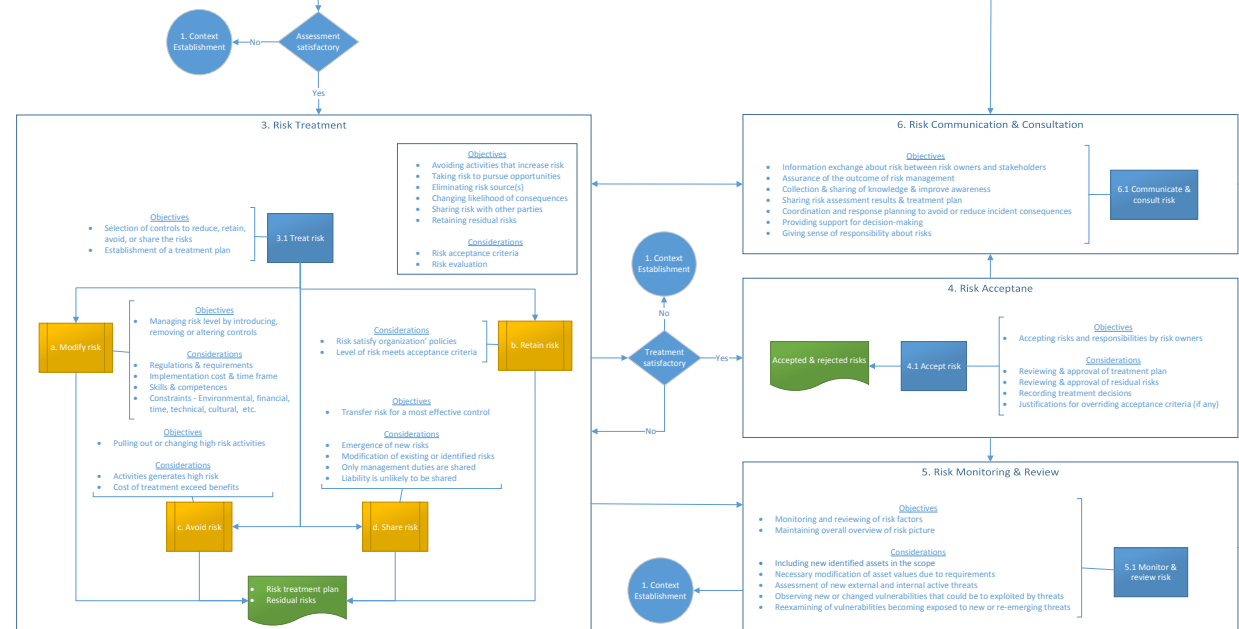 1. Context
Establishment
No
Assessment
satisfactory
Yes
3. Risk Treatment
Objectives
Avoiding activities that increase risk
Taking risk to pursue opportunities
Eliminating risk source(s)
Changing likelihood of consequences
Sharing risk with other parties
Retaining residual risks
Considerations
Risk acceptance criteria
Risk evaluation
Objectives
Selection of controls to reduce, retain,
avoid, or share the risks
Establishment of a treatment plan
3.1 Treat risk
a. Modify risk
Objectives
Managing risk level by introducing,
removing or altering controls
Considerations
Regulations & requirements
Implementation cost & time frame
Skills & competences
Constraints - Environmental, financial,
time, technical, cultural, etc.
Considerations
Risk satisfy organization' policies
Level of risk meets acceptance criteria
b. Retain risk
Objectives
Pulling out or changing high risk activities
Considerations
Activities generates high risk
Cost of treatment exceed benefits
c. Avoid risk
Objectives
Transfer risk for a most effective control
Considerations
Emergence of new risks
Modification of existing or identified risks
Only management duties are shared
Liability is unlikely to be shared
d. Share risk
Risk treatment plan
Residual risks
1. Context
Establishment
No
Treatment
satisfactory
Yes
No
6. Risk Communication & Consultation
Objectives
Information exchange about risk between risk owners and stakeholders
Assurance of the outcome of risk management
Collection & sharing of knowledge & improve awareness
Sharing risk assessment results & treatment plan
Coordination and response planning to avoid or reduce incident consequences
Providing support for decision-making
Giving sense of responsibility about risks
6.1 Communicate &
consult risk
4. Risk Acceptane
Accepted & rejected risks
4.1 Accept risk
Objectives
Accepting risks and responsibilities by risk owners
Considerations
Reviewing & approval of treatment plan
Reviewing & approval of residual risks
Recording treatment decisions
Justifications for overriding acceptance criteria (if any)
5. Risk Monitoring & Review
Objectives
Monitoring and reviewing of risk factors
Maintaining overall overview of risk picture
Considerations
Including new identified assets in the scope
Necessary modification of asset values due to requirements
Assessment of new external and internal active threats
Observing new or changed vulnerabilities that could be to exploited by threats
Reexamining of vulnerabilities becoming exposed to new or re-emerging threats
5.1 Monitor &
review risk
1. Context
Establishment